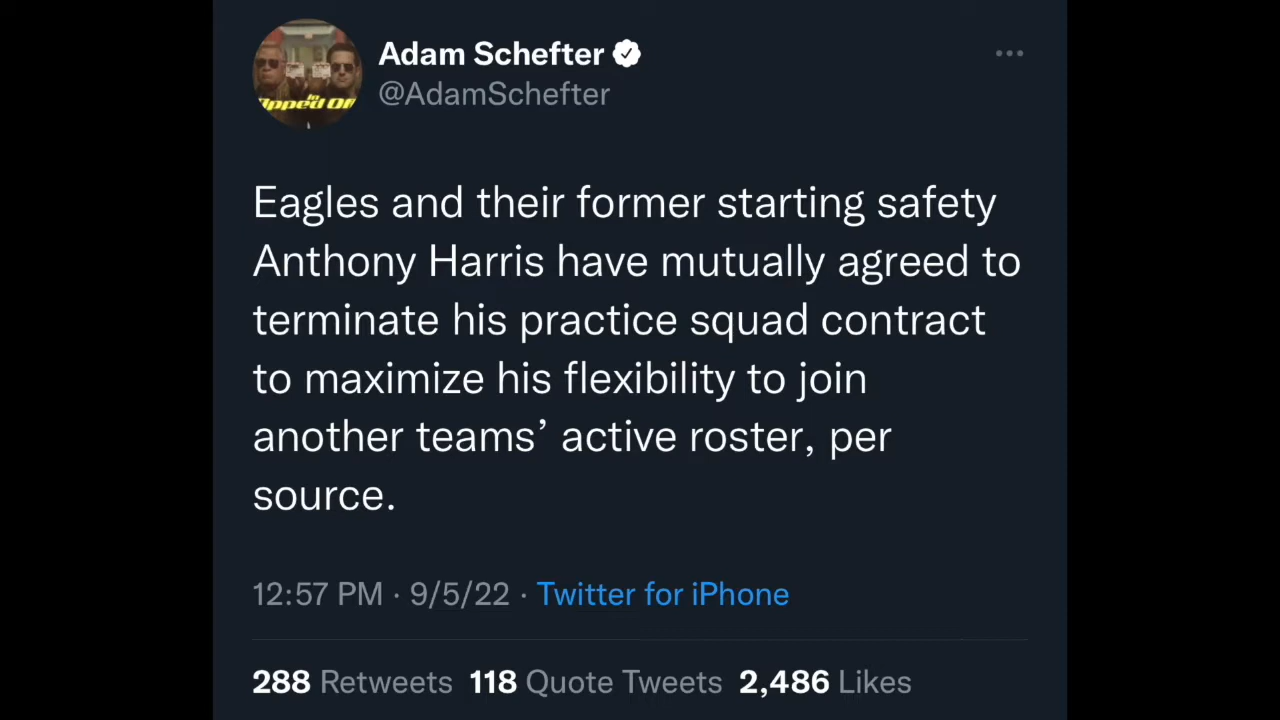 Adam Schefter
@AdamSchefter
Eagles and their former starting safety
Anthony Harris have mutually agreed to
terminate his practice squad contract
to maximize his flexibility to join
another teams’ active roster, per
source.
12:57 PM · 9/5/22 · Twitter for iPhone
288 Retweets 118 Quote Tweets 2,486 Likes